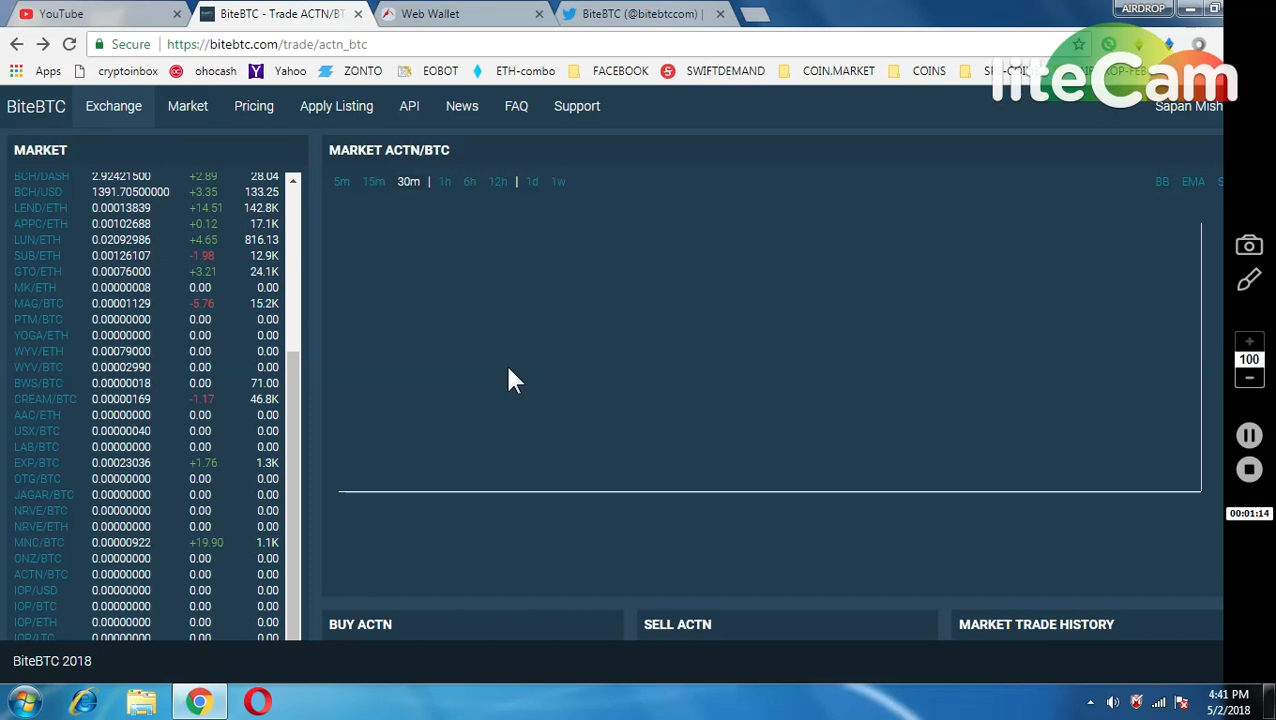 YouTube
BiteBTC - Trade ACTN/BT
Web Wallet
BiteBTC (@bitebtccom) |
AIRDROP
Secure
https://bitebtc.com/trade/actn_btc
Apps
cryptoinbox
ohocash
Yahoo
ZONTO
EOBOT
ETH-combo
FACEBOOK
SWIFTDEMAND
COIN.MARKET
COINS
liteCam
BiteBTC
Exchange
Market
Pricing
Apply Listing
API
News
FAQ
Support
Sapan Mish
MARKET
BCH/DASH 2.92421500 +2.89 28.04
BCH/USD 1391.70500000 +3.35 133.25
LEND/ETH 0.00013839 +14.51 142.8K
APPC/ETH 0.00102688 +0.12 17.1K
LUN/ETH 0.02092986 +4.65 816.13
SUB/ETH 0.00126107 -1.98 12.9K
GTO/ETH 0.00076000 +3.21 24.1K
MK/ETH 0.00000008 0.00 0.00
MAG/BTC 0.00001129 -5.76 15.2K
PTM/BTC 0.00000000 0.00 0.00
YOGA/ETH 0.00000000 0.00 0.00
WYV/ETH 0.00079000 0.00 0.00
WYV/BTC 0.00002990 0.00 0.00
BWS/BTC 0.00000018 0.00 71.00
CREAM/BTC 0.00000169 -1.17 46.8K
AAC/ETH 0.00000000 0.00 0.00
USX/BTC 0.00000040 0.00 0.00
LAB/BTC 0.00000000 0.00 0.00
EXP/BTC 0.00023036 +1.76 1.3K
OTG/BTC 0.00000000 0.00 0.00
JAGAR/BTC 0.00000000 0.00 0.00
NRVE/BTC 0.00000000 0.00 0.00
NRVE/ETH 0.00000000 0.00 0.00
MNC/BTC 0.00000922 +19.90 1.1K
ONZ/BTC 0.00000000 0.00 0.00
ACTN/BTC 0.00000000 0.00 0.00
IOP/USD 0.00000000 0.00 0.00
IOP/BTC 0.00000000 0.00 0.00
IOP/ETH 0.00000000 0.00 0.00
IOP/LTC 0.00000000 0.00 0.00
MARKET ACTN/BTC
5m 15m 30m | 1h 6h 12h | 1d 1w
BB EMA S
BUY ACTN
SELL ACTN
MARKET TRADE HISTORY
100
00:01:14
BiteBTC 2018
4:41 PM
5/2/2018